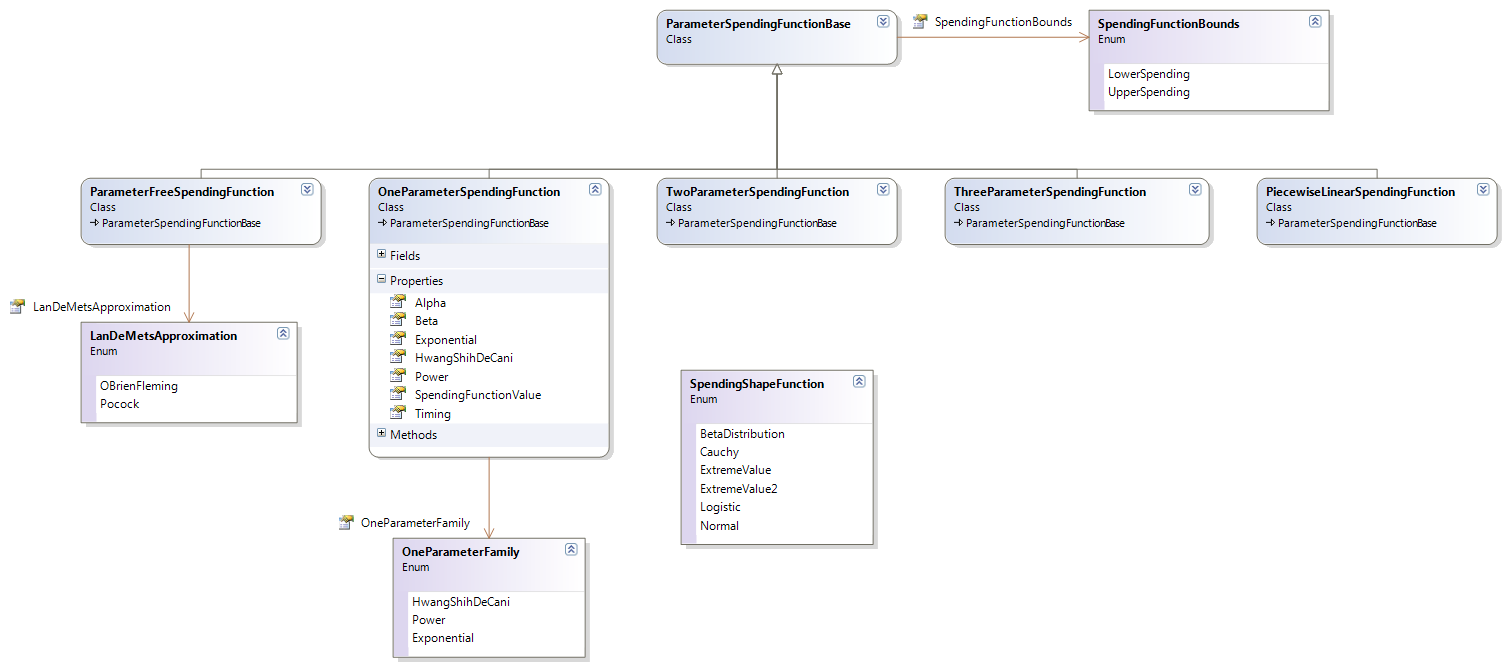 ParameterSpendingFunctionBase
Class
SpendingFunctionBounds
SpendingFunctionBounds
Enum
LowerSpending
UpperSpending
ParameterFreeSpendingFunction
Class
ParameterSpendingFunctionBase
OneParameterSpendingFunction
Class
ParameterSpendingFunctionBase
Fields
Properties
Alpha
Beta
Exponential
HwangShihDeCani
Power
SpendingFunctionValue
Timing
Methods
TwoParameterSpendingFunction
Class
ParameterSpendingFunctionBase
ThreeParameterSpendingFunction
Class
ParameterSpendingFunctionBase
PiecewiseLinearSpendingFunction
Class
ParameterSpendingFunctionBase
LanDeMetsApproximation
LanDeMetsApproximation
Enum
OBrienFleming
Pocock
SpendingShapeFunction
Enum
BetaDistribution
Cauchy
ExtremeValue
ExtremeValue2
Logistic
Normal
OneParameterFamily
OneParameterFamily
Enum
HwangShihDeCani
Power
Exponential